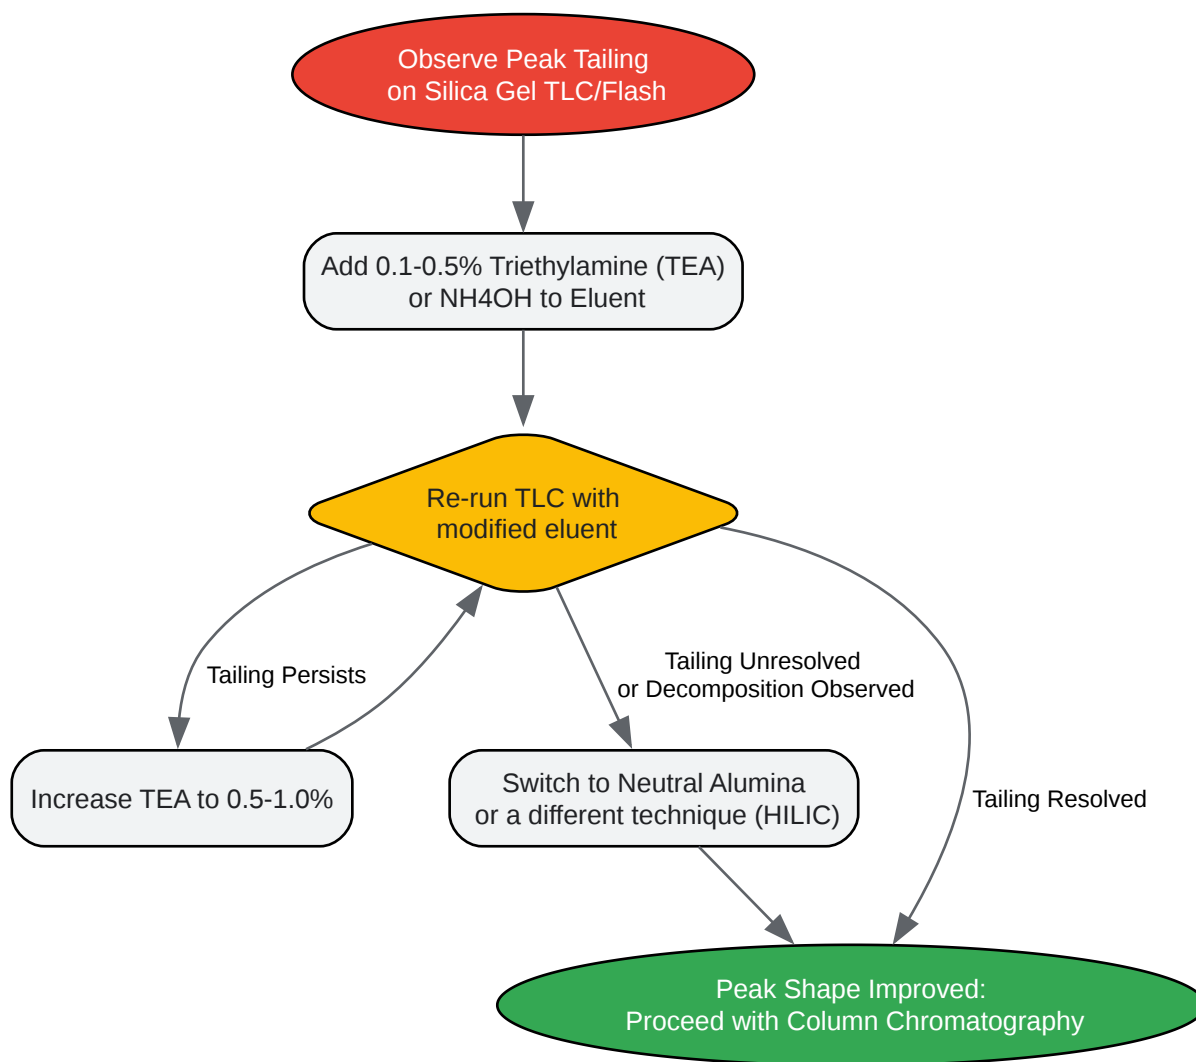 Observe Peak Tailing
on Silica Gel TLC/Flash
Add 0.1-0.5% Triethylamine (TEA)
or NH4OH to Eluent
Re-run TLC with
modified eluent
Tailing Persists
Tailing Unresolved
or Decomposition Observed
Increase TEA to 0.5-1.0%
Switch to Neutral Alumina
or a different technique (HILIC)
Tailing Resolved
Peak Shape Improved:
Proceed with Column Chromatography